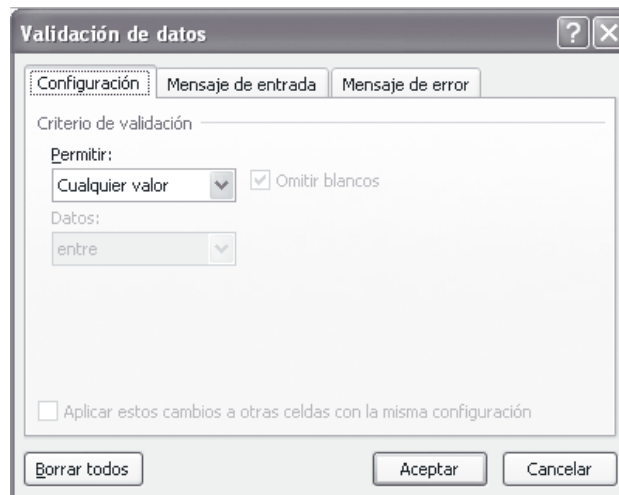 Validación de datos
Configuración Mensaje de entrada Mensaje de error
Criterio de validación
Permitir:
Cualquier valor Omitir blancos
Datos:
entre
Aplicar estos cambios a otras celdas con la misma configuración
Borrar todos Aceptar Cancelar